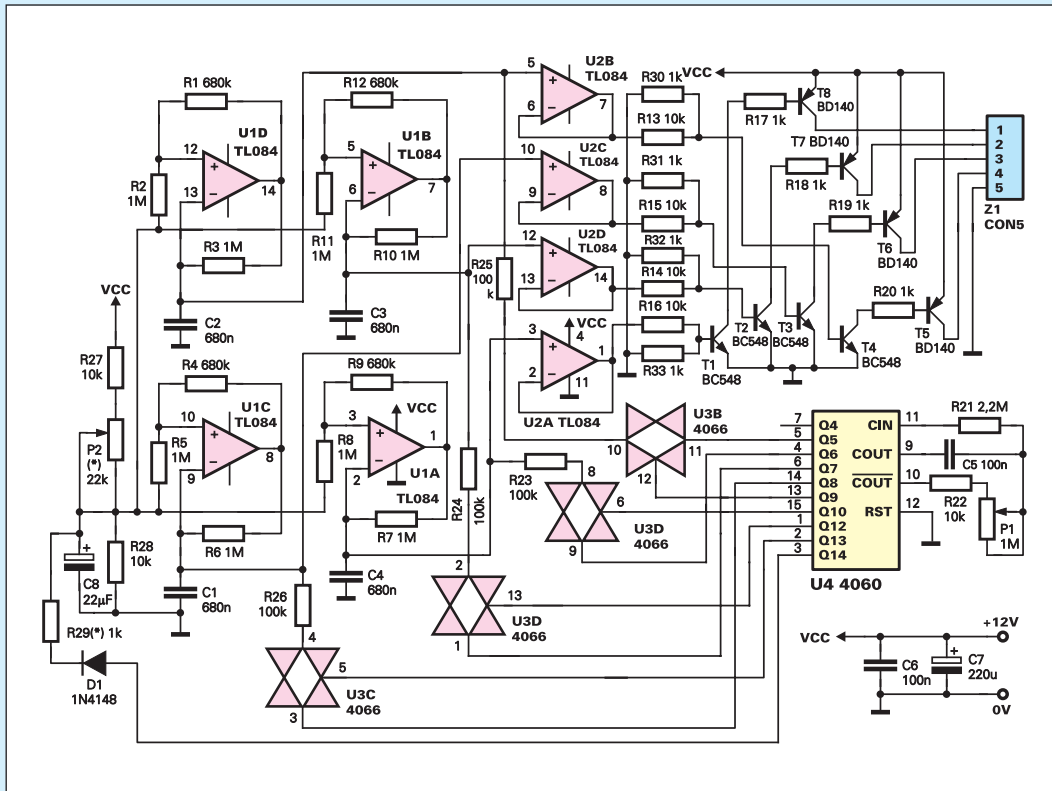 R1 680k
U1D
TL084
12
13
14
R2
1M
R3 1M
C2
680n
R12 680k
U1B
TL084
5
6
7
R11
1M
R10 1M
C3
680n
VCC
R27
10k
P2
(*)
22k
R28
10k
C8
22µF
+
R29(*) 1k
D1
1N4148
R4 680k
U1C
TL084
10
9
8
R5
1M
R6 1M
C1
680n
R9 680k
VCC
3
2
1
U1A
TL084
R8
1M
R7 1M
C4
680n
R24
100k
R25
100
k
R26
100k
R23
100k
U2B
TL084
5
6
7
U2C
TL084
10
9
8
U2D
TL084
12
13
14
VCC
4
3
2
1
11
U2A TL084
VCC
R30 1k
R13 10k
R31 1k
R15 10k
R32 1k
R14 10k
R16 10k
R33 1k
R17 1k
T8
BD140
T7 BD140
R18 1k
R19 1k
T6
BD140
R20 1k
T5
BD140
T1
BC548
T2
BC548
T3
BC548
T4
BC548
1
2
3
4
5
Z1
CON5
U3B
4066
10
11
12
8
6
9
U3D
4066
2
13
1
U3D
4066
4
5
3
U3C
4066
7 Q4 CIN 11
5 Q5
4 Q6 COUT 9
6 Q7
14 Q8 COUT 10
13 Q9
15 Q10 RST 12
1 Q12
2 Q13
3 Q14
U4 4060
R21 2,2M
C5 100n
R22
10k
P1
1M
VCC
+12V
C6
100n
+
C7
220u
0V